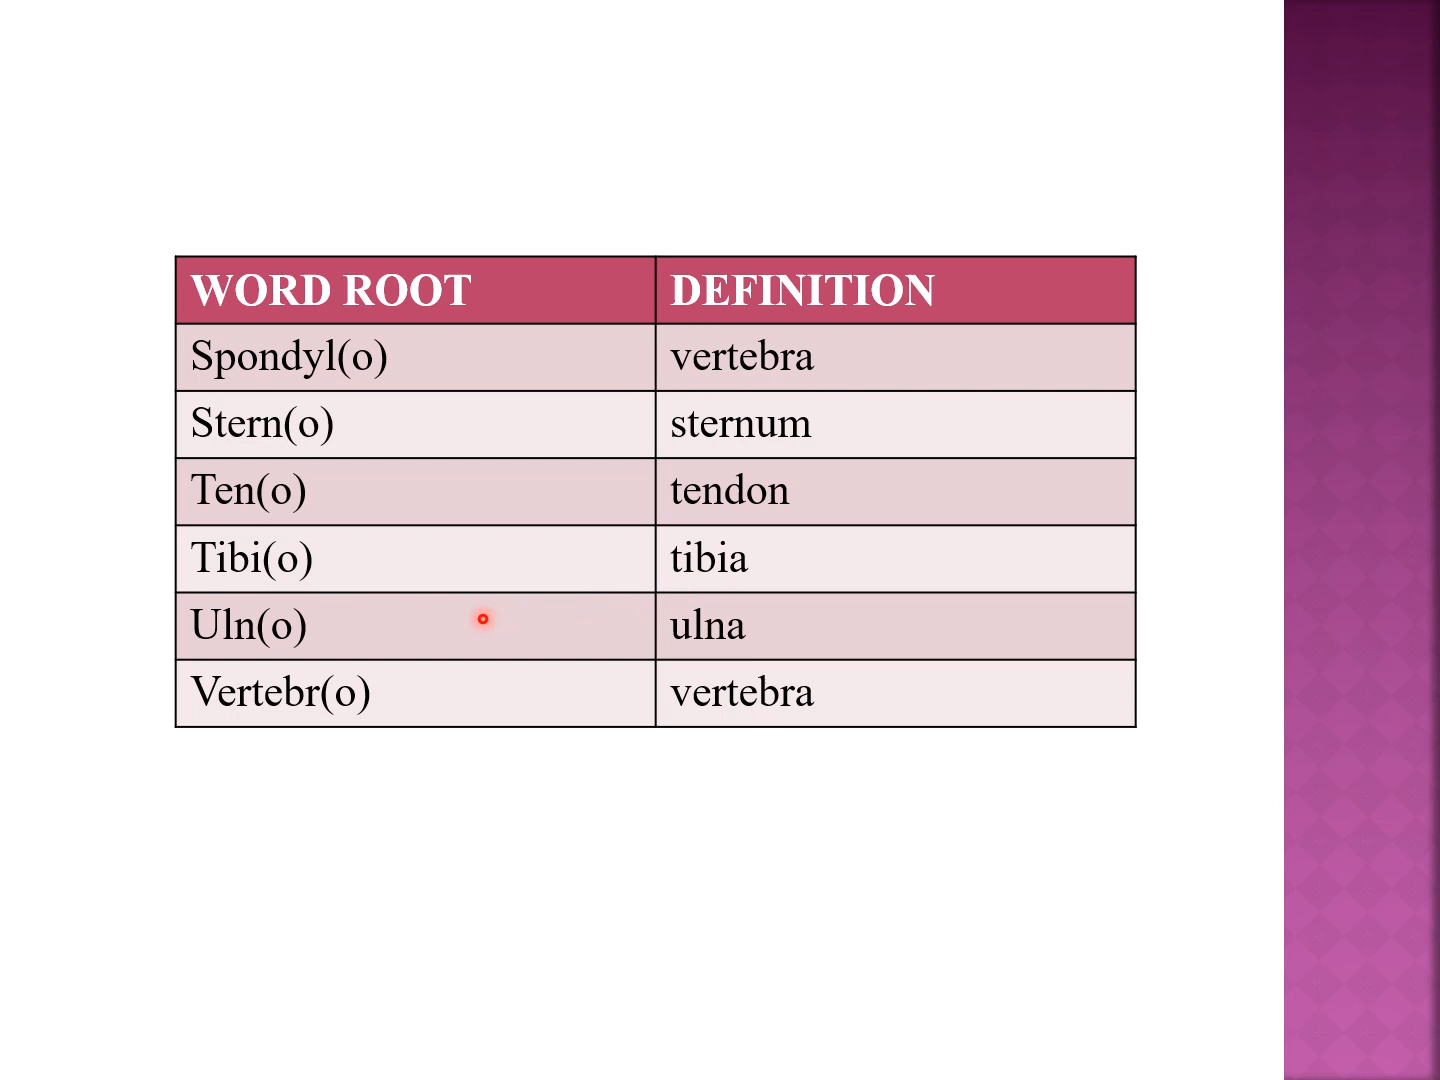 WORD ROOT DEFINITION
Spondyl(o) vertebra
Stern(o) sternum
Ten(o) tendon
Tibi(o) tibia
Uln(o) ulna
Vertebr(o) vertebra